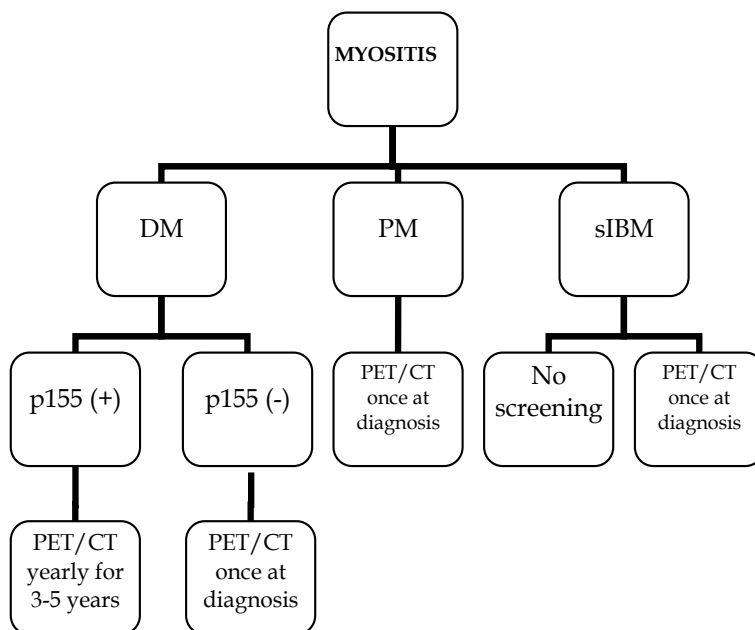 MYOSITIS
DM
PM
sIBM
p155 (+)
p155 (-)
PET/CT
once at
diagnosis
No
screening
PET/CT
once at
diagnosis
PET/CT
yearly for
3-5 years
PET/CT
once at
diagnosis